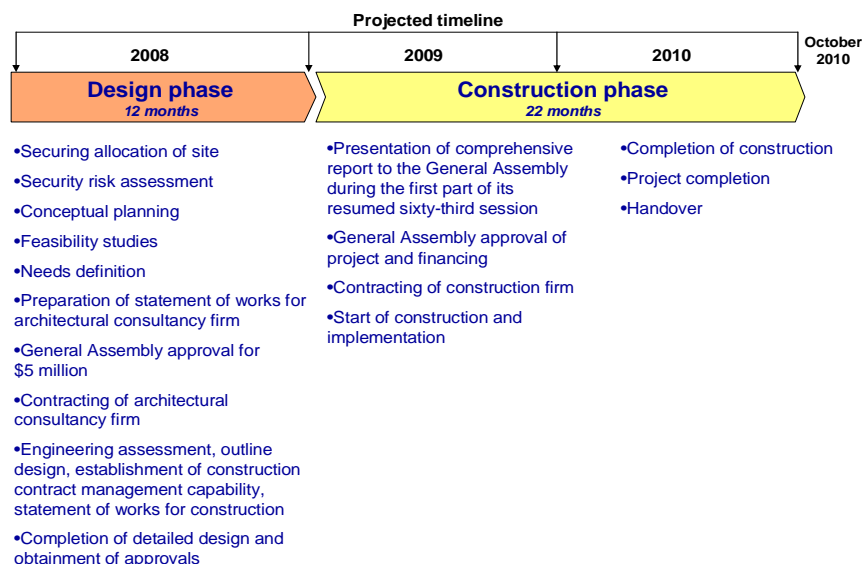 Projected timeline
2008
2009
2010
October
2010
Design phase
12 months
Construction phase
22 months
•Securing allocation of site
•Security risk assessment
•Conceptual planning
•Feasibility studies
•Needs definition
•Preparation of statement of works for
architectural consultancy firm
•General Assembly approval for
$5 million
•Contracting of architectural
consultancy firm
•Engineering assessment, outline
design, establishment of construction
contract management capability,
statement of works for construction
•Completion of detailed design and
obtainment of approvals
•Presentation of comprehensive
report to the General Assembly
during the first part of its
resumed sixty-third session
•General Assembly approval of
project and financing
•Contracting of construction firm
•Start of construction and
implementation
•Completion of construction
•Project completion
•Handover